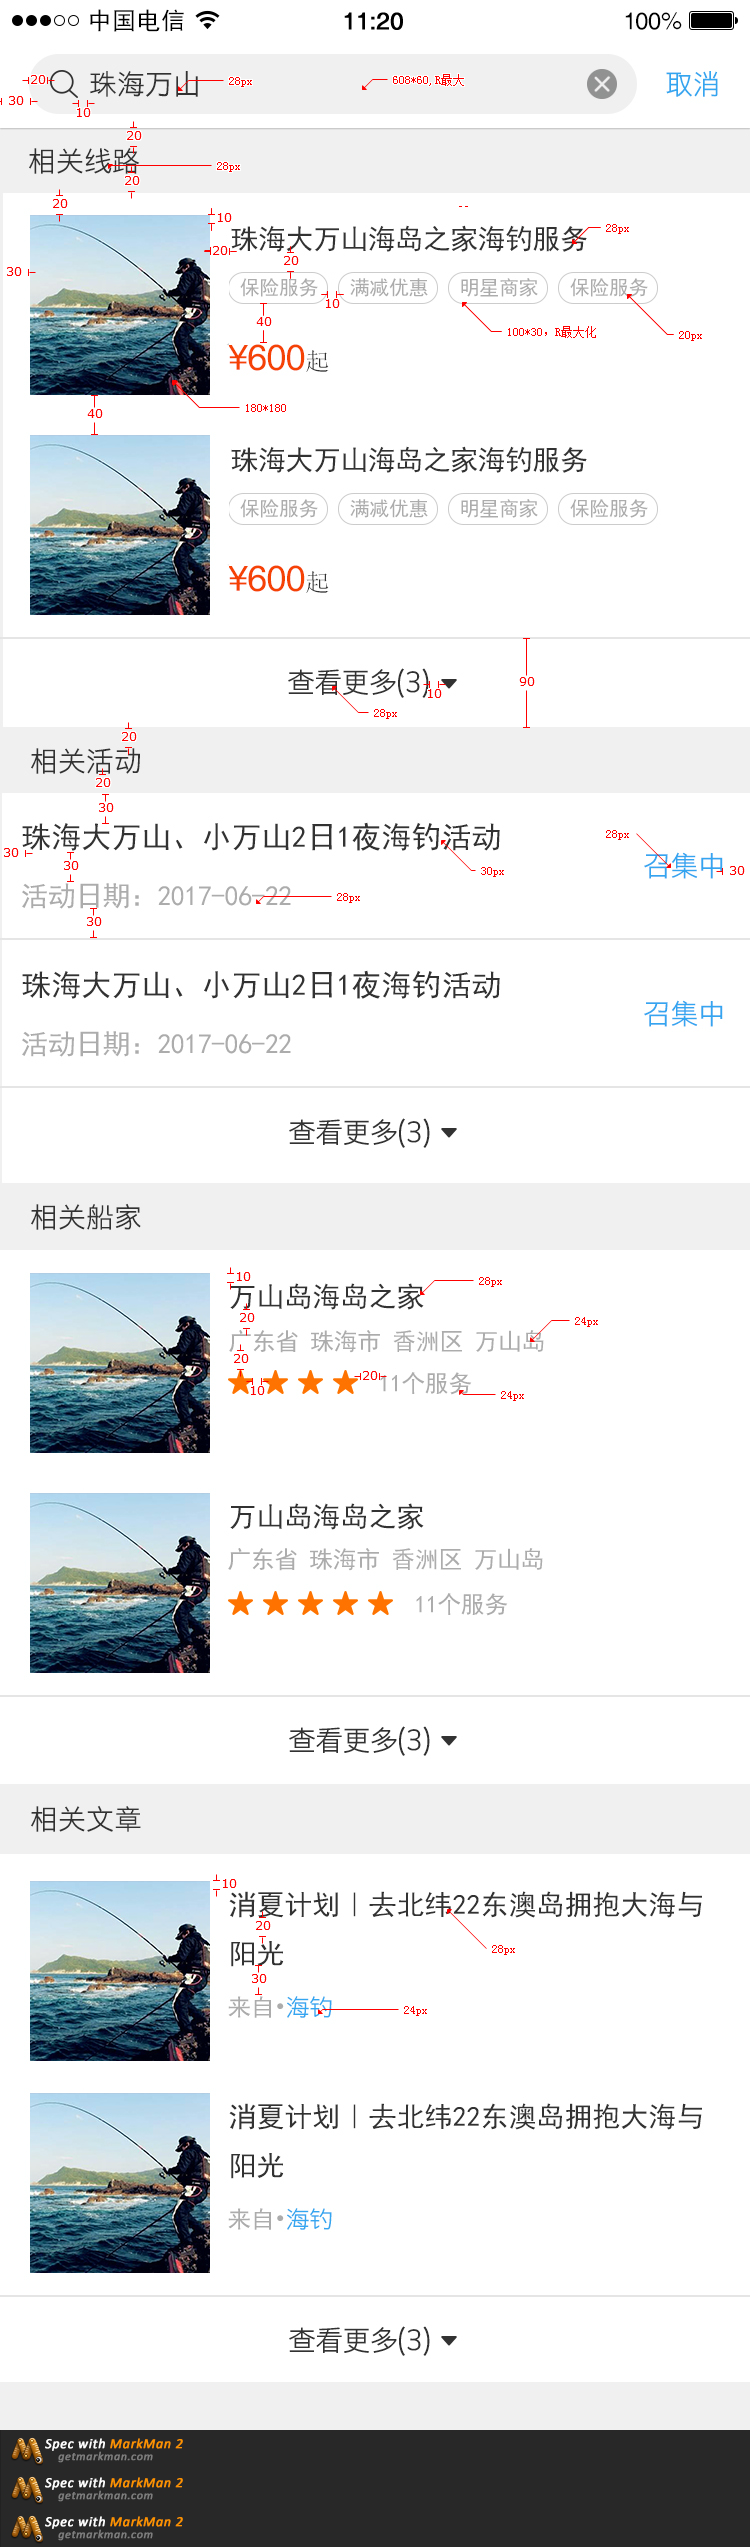 中国电信 11:20 100%
20 珠海万山 28px 608*60,R最大 取消
30 10
20
相关线路 28px
20
20 10
珠海大万山海岛之家海钓服务 28px
20 20
30 保险服务 满减优惠 明星商家 保险服务
10
40 100*30，R最大化 20px
¥600起
180*180
40
珠海大万山海岛之家海钓服务
保险服务 满减优惠 明星商家 保险服务
¥600起
查看更多(3) 90
10
28px
20
相关活动
20
30
珠海大万山、小万山2日1夜海钓活动 28px
30 30 30px 召集中 30
活动日期：2017-06-22 28px
30
珠海大万山、小万山2日1夜海钓活动
召集中
活动日期：2017-06-22
查看更多(3)
相关船家
10 28px
万山岛海岛之家
20 24px
广东省 珠海市 香洲区 万山岛
20
10 20 11个服务 24px
万山岛海岛之家
广东省 珠海市 香洲区 万山岛
11个服务
查看更多(3)
相关文章
10
消夏计划｜去北纬22东澳岛拥抱大海与
20
阳光 28px
30
来自•海钓 24px
消夏计划｜去北纬22东澳岛拥抱大海与
阳光
来自•海钓
查看更多(3)
Spec with MarkMan 2
getmarkman.com
Spec with MarkMan 2
getmarkman.com
Spec with MarkMan 2
getmarkman.com